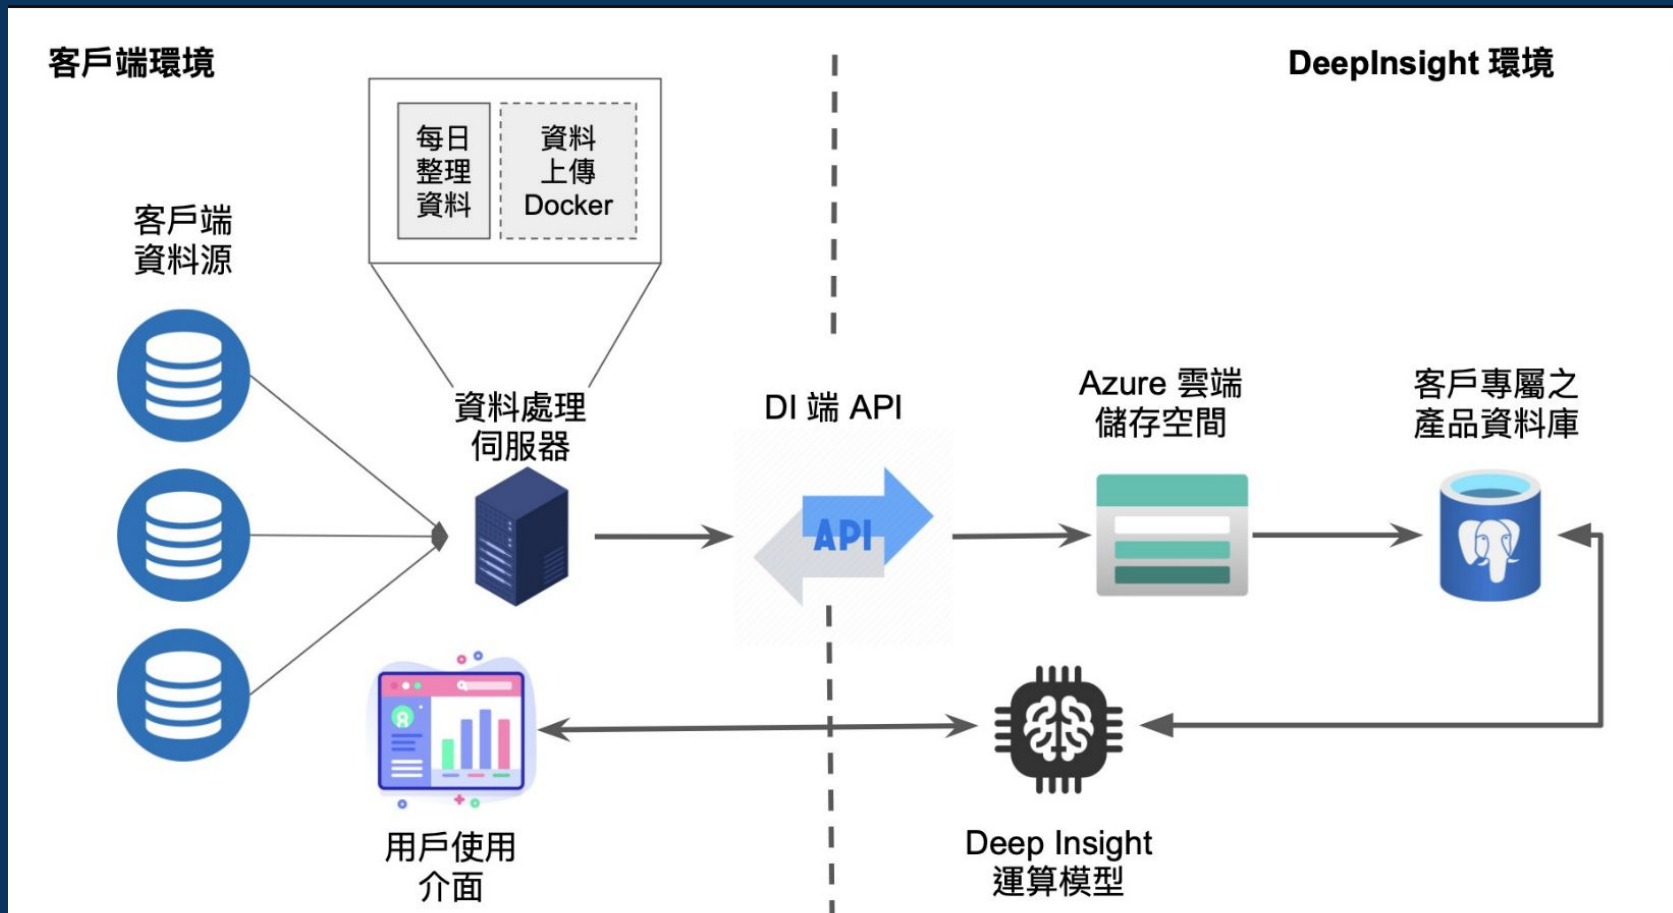 客戶端環境
DeepInsight 環境
每日
整理
資料
資料
上傳
Docker
客戶端
資料源
資料處理
伺服器
DI 端 API
API
Azure 雲端
儲存空間
客戶專屬之
產品資料庫
用戶使用
介面
Deep Insight
運算模型